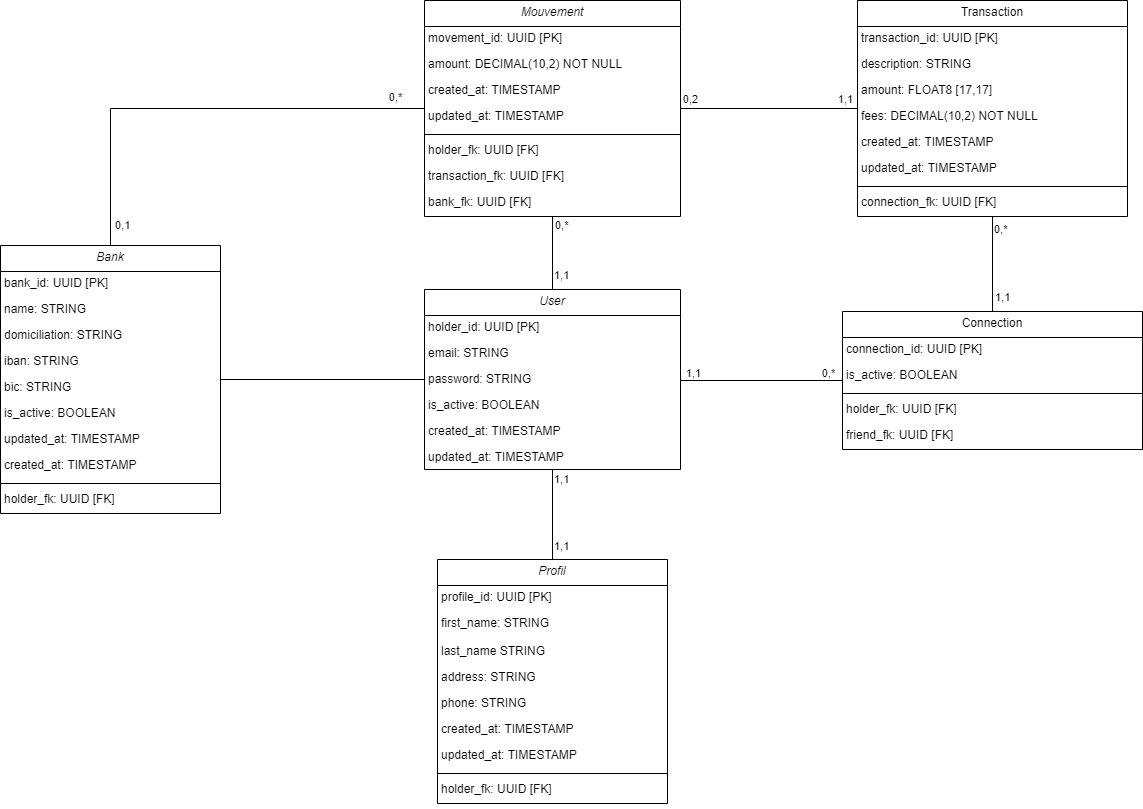 Mouvement
movement_id: UUID [PK]
amount: DECIMAL(10,2) NOT NULL
created_at: TIMESTAMP
updated_at: TIMESTAMP
holder_fk: UUID [FK]
transaction_fk: UUID [FK]
bank_fk: UUID [FK]
Transaction
transaction_id: UUID [PK]
description: STRING
amount: FLOAT8 [17,17]
fees: DECIMAL(10,2) NOT NULL
created_at: TIMESTAMP
updated_at: TIMESTAMP
connection_fk: UUID [FK]
0,*
0,2
1,1
0,1
0,*
1,1
0,*
1,1
Bank
bank_id: UUID [PK]
name: STRING
domiciliation: STRING
iban: STRING
bic: STRING
is_active: BOOLEAN
updated_at: TIMESTAMP
created_at: TIMESTAMP
holder_fk: UUID [FK]
User
holder_id: UUID [PK]
email: STRING
password: STRING
is_active: BOOLEAN
created_at: TIMESTAMP
updated_at: TIMESTAMP
1,1
0,*
Connection
connection_id: UUID [PK]
is_active: BOOLEAN
holder_fk: UUID [FK]
friend_fk: UUID [FK]
1,1
1,1
Profil
profile_id: UUID [PK]
first_name: STRING
last_name STRING
address: STRING
phone: STRING
created_at: TIMESTAMP
updated_at: TIMESTAMP
holder_fk: UUID [FK]